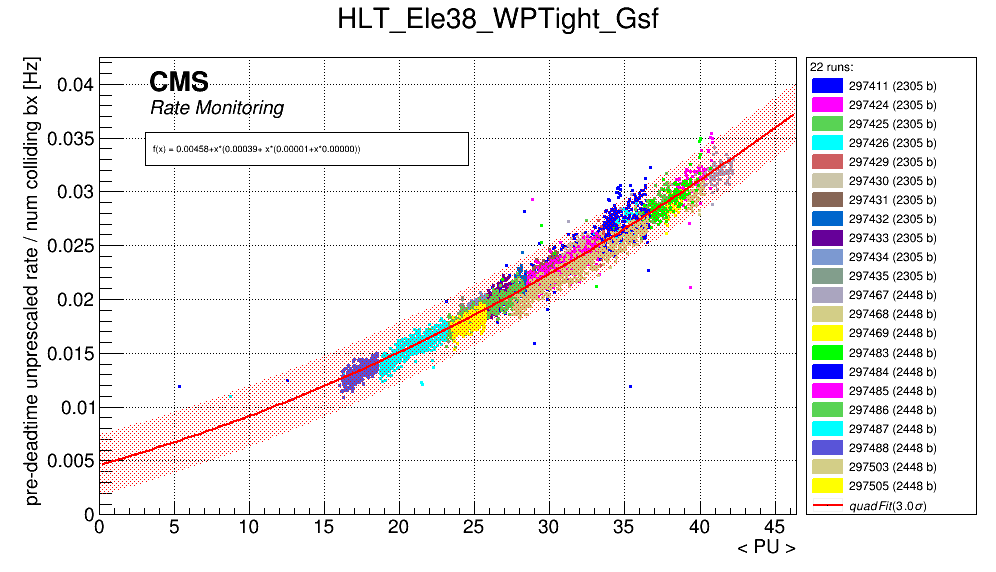 HLT_Ele38_WPTight_Gsf
pre-deadtime unprescaled rate / num colliding bx [Hz]
0.04
0.035
0.03
0.025
0.02
0.015
0.01
0.005
0
CMS
Rate Monitoring
f(x) = 0.00458+x*(0.00039+ x*(0.00001+x*0.00000))
0 5 10 15 20 25 30 35 40 45
< PU >
22 runs:
297411 (2305 b)
297424 (2305 b)
297425 (2305 b)
297426 (2305 b)
297429 (2305 b)
297430 (2305 b)
297431 (2305 b)
297432 (2305 b)
297433 (2305 b)
297434 (2305 b)
297435 (2305 b)
297467 (2448 b)
297468 (2448 b)
297469 (2448 b)
297483 (2448 b)
297484 (2448 b)
297485 (2448 b)
297486 (2448 b)
297487 (2448 b)
297488 (2448 b)
297503 (2448 b)
297505 (2448 b)
quadFit(3.0σ)